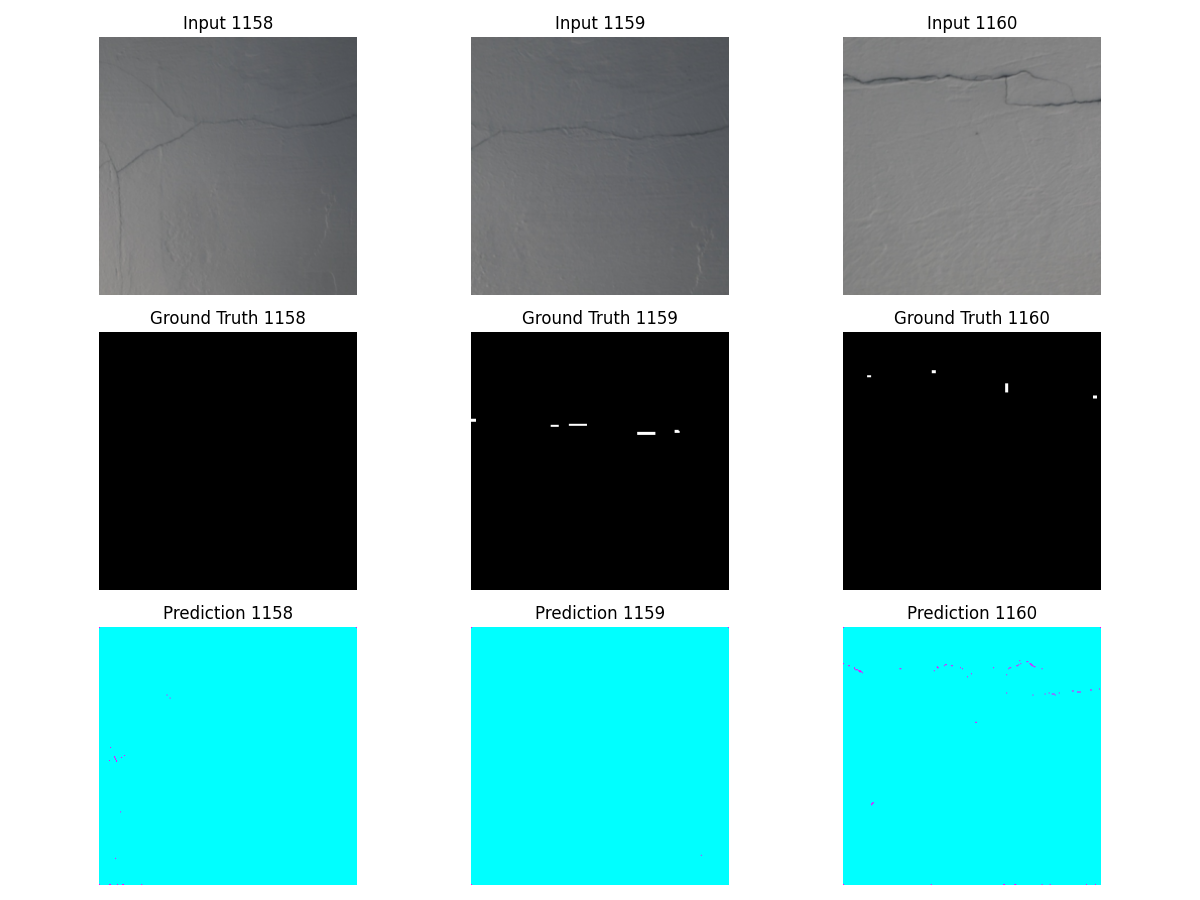 Input 1158
Input 1159
Input 1160
Ground Truth 1158
Ground Truth 1159
Ground Truth 1160
Prediction 1158
Prediction 1159
Prediction 1160